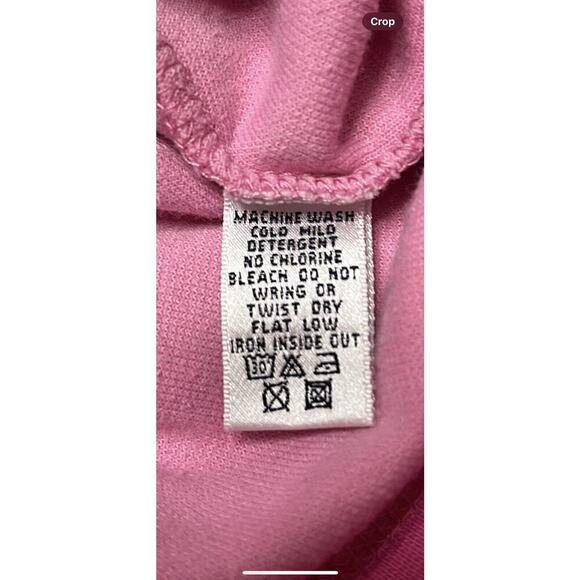 Crop
MACHINE WASH
COLD MILD
DETERGENT
NO CHLORINE
BLEACH DO NOT
WRING OR
TWIST DRY
FLAT LOW
IRON INSIDE OUT
30°